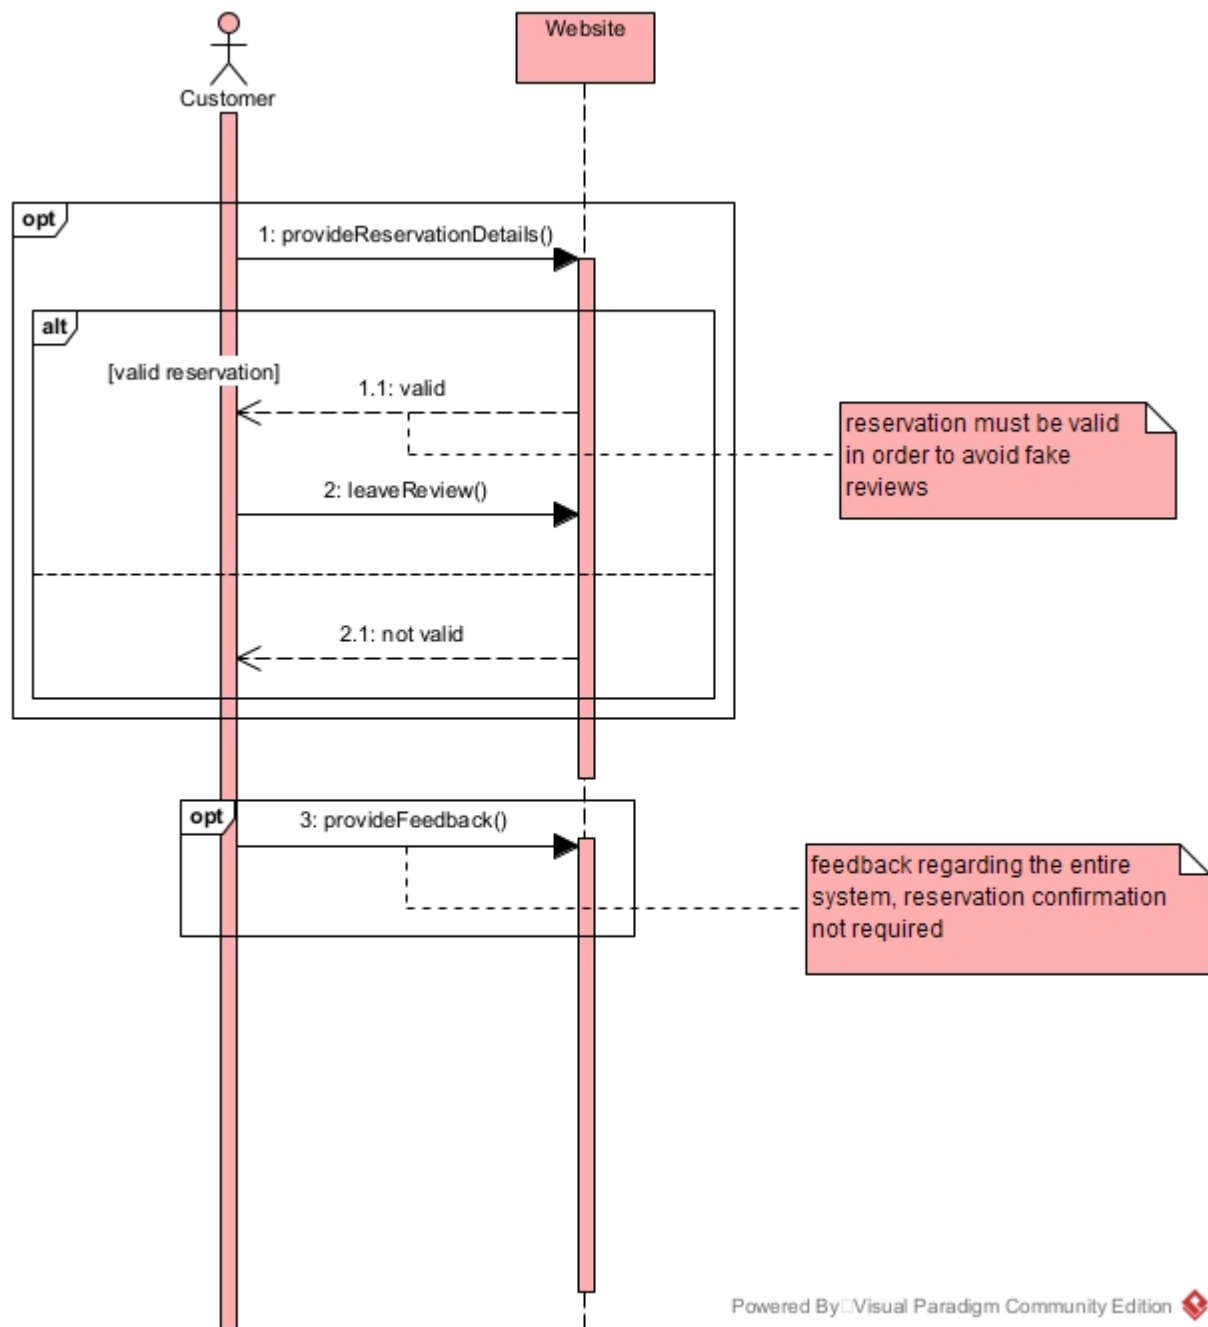 Website
Customer
opt
1: provideReservationDetails()
alt
[valid reservation]
1.1: valid
reservation must be valid
in order to avoid fake
reviews
2: leaveReview()
2.1: not valid
opt
3: provideFeedback()
feedback regarding the entire
system, reservation confirmation
not required
Powered By Visual Paradigm Community Edition